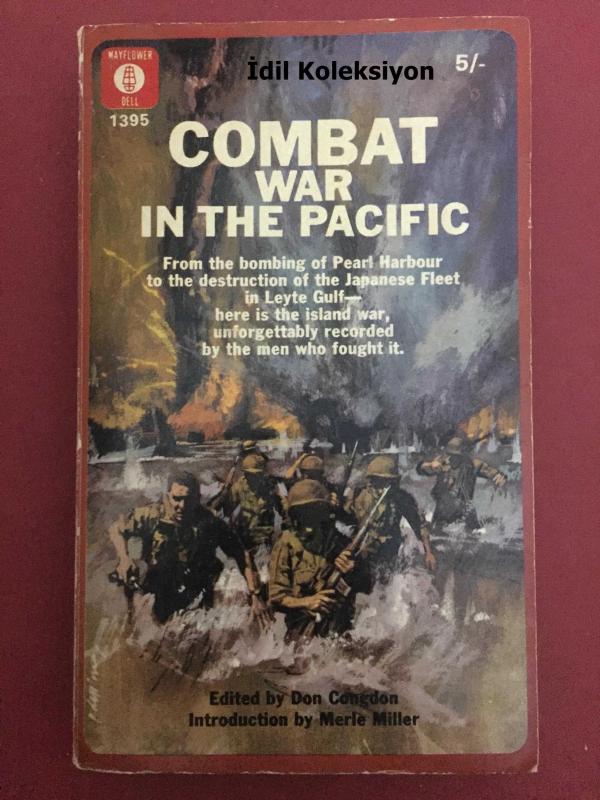 MAYFLOWER
DELL
İdil Koleksiyon
5/-
1395
COMBAT
WAR
IN THE PACIFIC
From the bombing of Pearl Harbour
to the destruction of the Japanese Fleet
in Leyte Gulf—
here is the island war,
unforgettably recorded
by the men who fought it.
Edited by Don Congdon
Introduction by Merle Miller